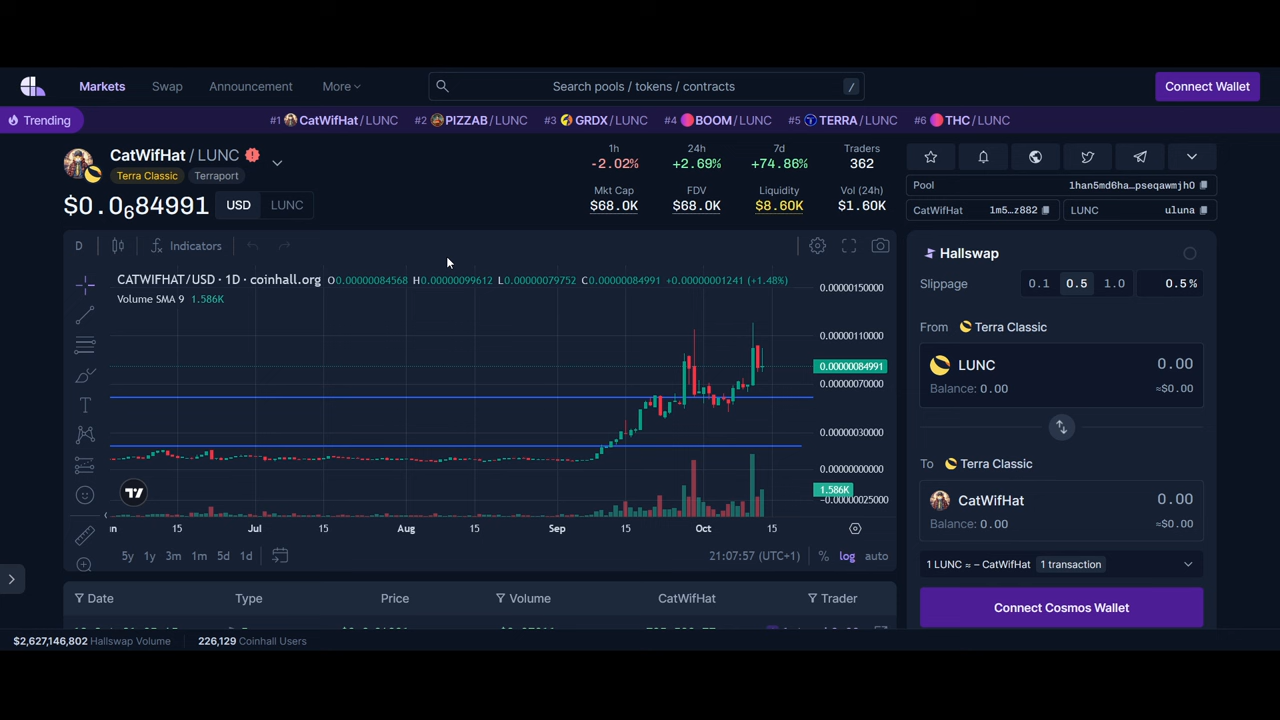 Markets Swap Announcement More Search pools / tokens / contracts / Connect Wallet
Trending #1 CatWifHat/LUNC #2 PIZZAB/LUNC #3 GRDX/LUNC #4 BOOM/LUNC #5 TERRA/LUNC #6 THC/LUNC
CatWifHat / LUNC
Terra Classic Terraport
$0.0₆84991 USD LUNC
1h 24h 7d Traders
-2.02% +2.69% +74.86% 362
Mkt Cap FDV Liquidity Vol (24h)
$68.0K $68.0K $8.60K $1.60K
Pool 1han5md6ha…pseqawmjh0
CatWifHat 1m5…z882 LUNC uluna
D Indicators
CATWIFHAT/USD · 1D · coinhall.org O0.00000084568 H0.00000099612 L0.00000079752 C0.00000084991 +0.00000001241 (+1.48%)
Volume SMA 9 1.586K
0.00000150000
0.00000110000
0.00000084991
0.00000070000
0.00000030000
0.00000000000
1.586K
−0.00000025000
15 Jul 15 Aug 15 Sep 15 Oct 15
5y 1y 3m 1m 5d 1d 21:07:57 (UTC+1) % log auto
Date Type Price Volume CatWifHat Trader
Hallswap
Slippage 0.1 0.5 1.0 0.5%
From Terra Classic
LUNC 0.00
Balance: 0.00 ≈$0.00
To Terra Classic
CatWifHat 0.00
Balance: 0.00 ≈$0.00
1 LUNC ≈ – CatWifHat 1 transaction
Connect Cosmos Wallet
$2,627,146,802 Hallswap Volume 226,129 Coinhall Users